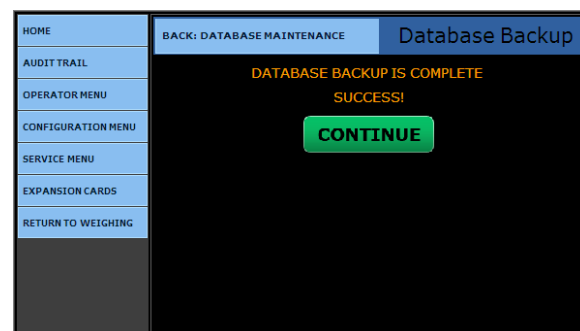 HOME
AUDIT TRAIL
OPERATOR MENU
CONFIGURATION MENU
SERVICE MENU
EXPANSION CARDS
RETURN TO WEIGHING
BACK: DATABASE MAINTENANCE
Database Backup
DATABASE BACKUP IS COMPLETE
SUCCESS!
CONTINUE